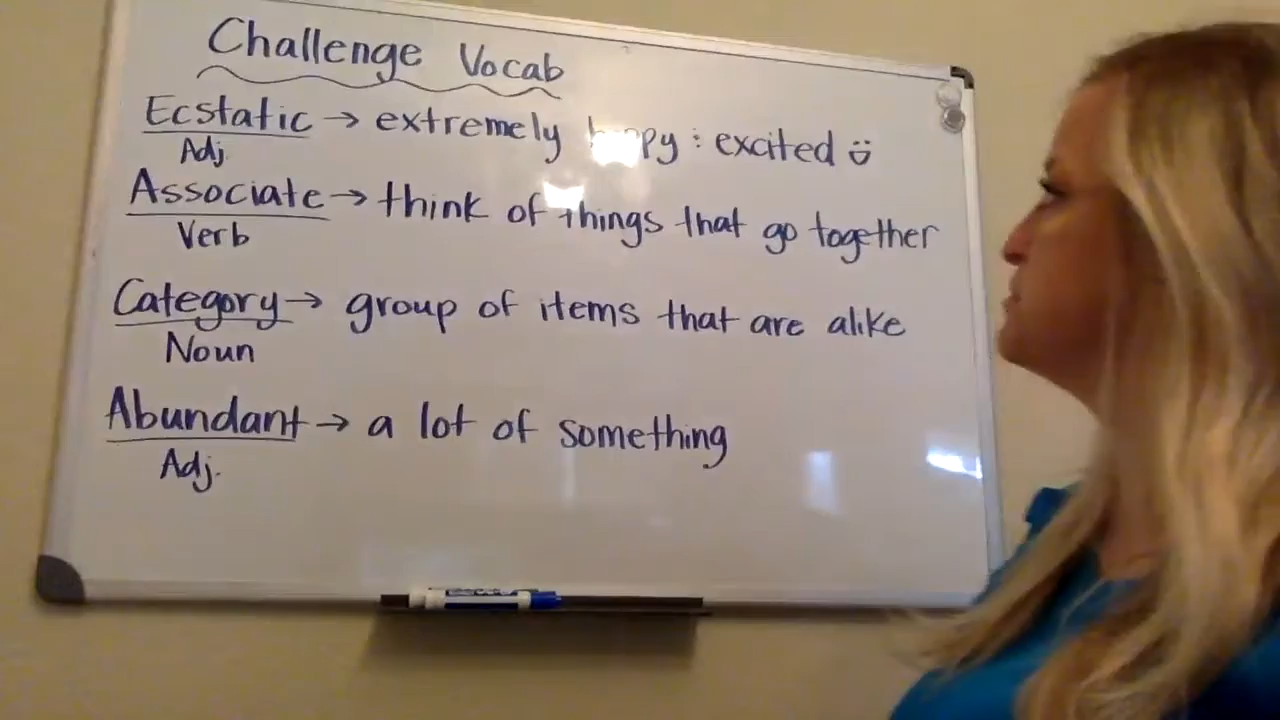 Challenge Vocab
Ecstatic → extremely happy : excited
Adj
Associate → think of things that go together
Verb
Category → group of items that are alike
Noun
Abundant → a lot of something
Adj.